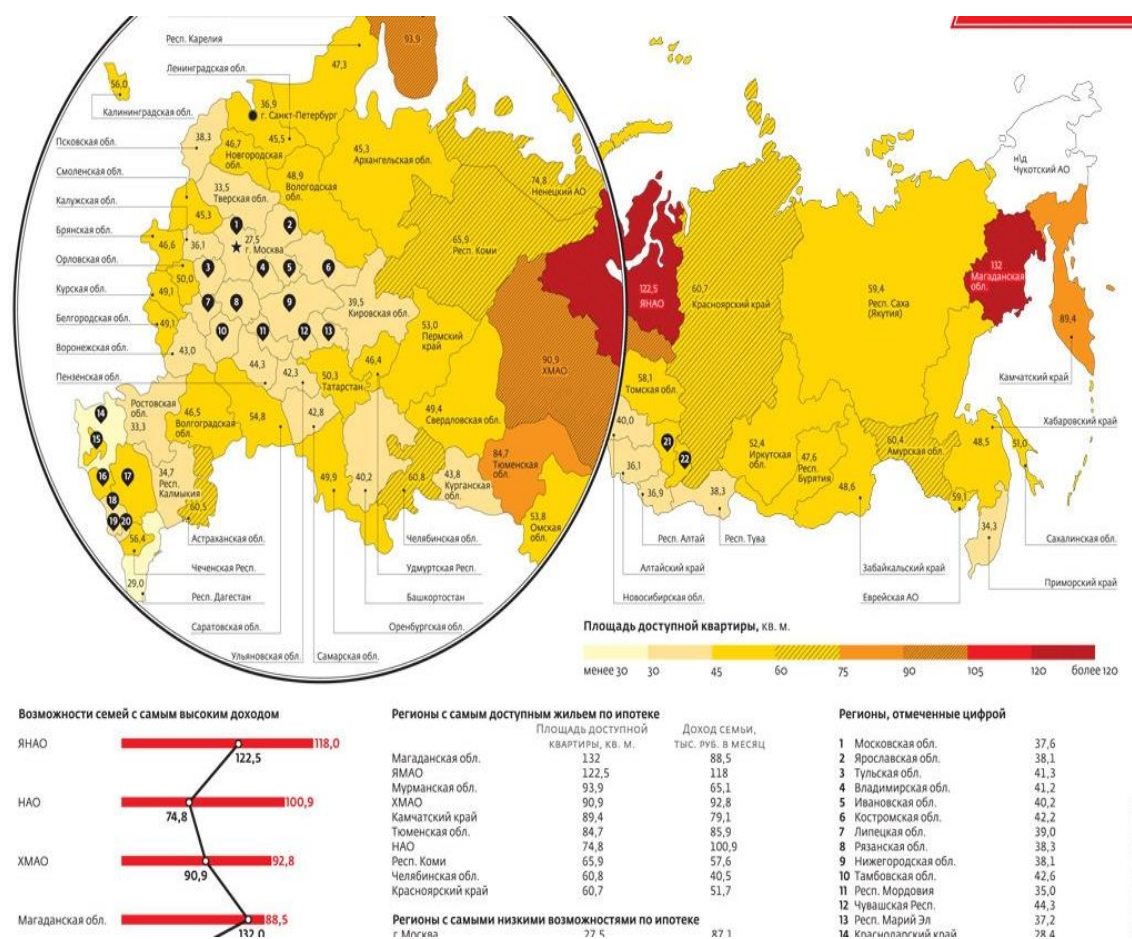 Респ. Карелия
93,9
47,3
Ленинградская обл.
56,0
Калининградская обл.
36,9
г. Санкт-Петербург
Псковская обл.
38,3
46,7
Новгородская
обл.
45,5
45,3
Архангельская обл.
н\д
Чукотский АО
Смоленская обл.
48,9
Вологодская
обл.
74,8
Ненецкий АО
33,5
Тверская обл.
Калужская обл.
45,3
1
2
Брянская обл.
46,6
36,1
27,5
г. Москва
65,9
Респ. Коми
Орловская обл.
50,0
3
4
5
6
132
Магаданская
обл.
Курская обл.
49,1
7
8
9
39,5
Кировская обл.
122,5
ЯНАО
60,7
Красноярский край
59,4
Респ. Саха
(Якутия)
Белгородская обл.
49,1
10
11
12
13
53,0
Пермский
край
89,4
Воронежская обл.
43,0
44,3
42,3
50,3
Татарстан
46,4
90,9
ХМАО
Пензенская обл.
58,1
Томская обл.
Камчатский край
14
Ростовская
обл.
33,3
46,5
Волгоградская
обл.
54,8
42,8
49,4
Свердловская обл.
40,0
Хабаровский край
15
21
22
52,4
Иркутская
обл.
47,6
Респ.
Бурятия
60,4
Амурская обл.
48,5
51,0
16
17
34,7
Респ.
Калмыкия
49,9
40,2
60,8
43,8
Курганская
обл.
84,7
Тюменская
обл.
36,1
36,9
38,3
48,6
59,1
18
60,5
19
20
53,8
Омская
обл.
34,3
56,4
Астраханская обл.
Челябинская обл.
Респ. Алтай
Респ. Тува
Сахалинская обл.
Чеченская Респ.
Удмуртская Респ.
Алтайский край
Забайкальский край
Приморский край
29,0
Респ. Дагестан
Башкортостан
Новосибирская обл.
Еврейская АО
Саратовская обл.
Оренбургская обл.
Ульяновская обл.
Самарская обл.
Площадь доступной квартиры, кв. м.
менее 30 30 45 60 75 90 105 120 более 120
Возможности семей с самым высоким доходом
ЯНАО 118,0
122,5
НАО 100,9
74,8
ХМАО 92,8
90,9
Магаданская обл. 88,5
132,0
Регионы с самым доступным жильем по ипотеке
Площадь доступной квартиры, кв. м. Доход семьи, тыс. руб. в месяц
Магаданская обл. 132 88,5
ЯМАО 122,5 118
Мурманская обл. 93,9 65,1
ХМАО 90,9 92,8
Камчатский край 89,4 79,1
Тюменская обл. 84,7 85,9
НАО 74,8 100,9
Респ. Коми 65,9 57,6
Челябинская обл. 60,8 40,5
Красноярский край 60,7 51,7
Регионы с самыми низкими возможностями по ипотеке
г. Москва 27,5 87,1
Регионы, отмеченные цифрой
1 Московская обл. 37,6
2 Ярославская обл. 38,1
3 Тульская обл. 41,3
4 Владимирская обл. 41,2
5 Ивановская обл. 40,2
6 Костромская обл. 42,2
7 Липецкая обл. 39,0
8 Рязанская обл. 38,3
9 Нижегородская обл. 38,1
10 Тамбовская обл. 42,6
11 Респ. Мордовия 35,0
12 Чувашская Респ. 44,3
13 Респ. Марий Эл 37,2
14 Краснодарский край 28,4